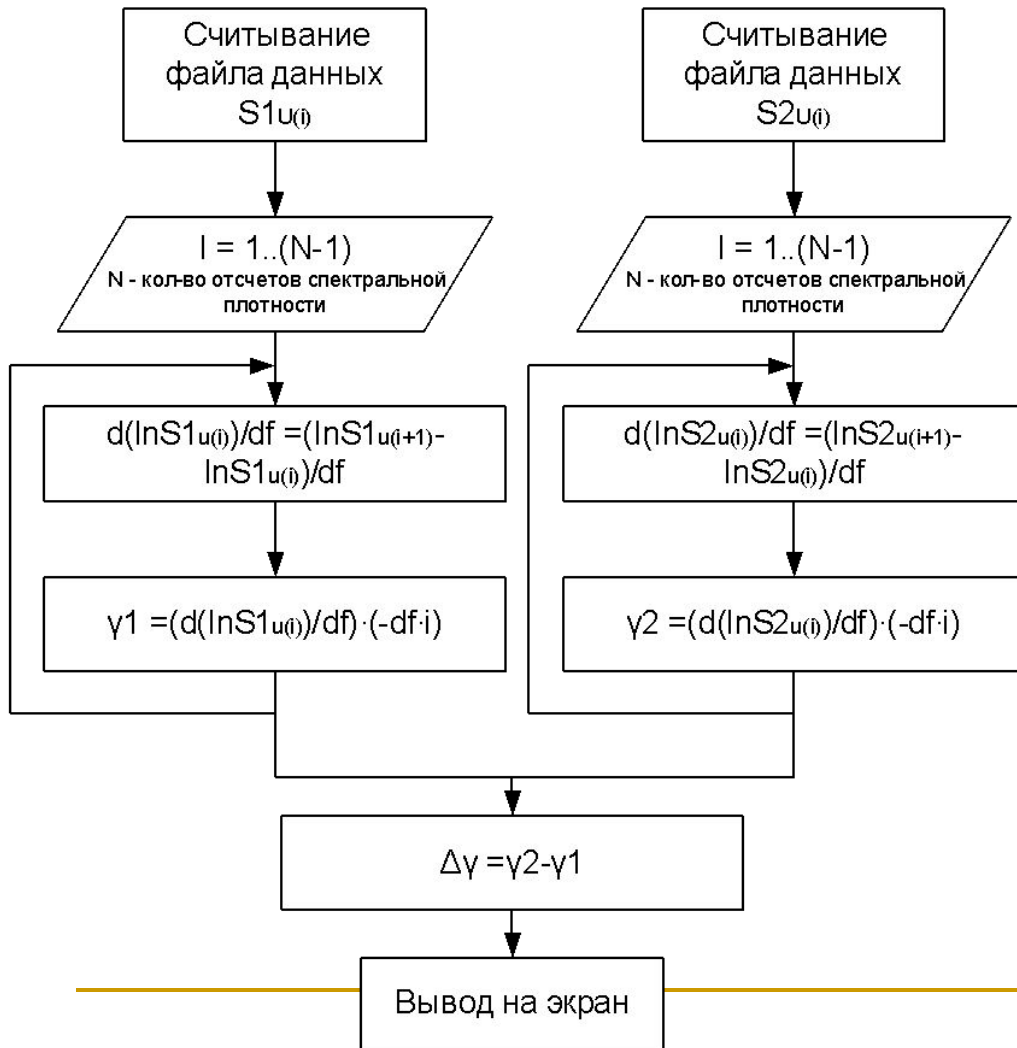 Считывание
файла данных
S1u(i)
Считывание
файла данных
S2u(i)
I = 1..(N-1)
N - кол-во отсчетов спектральной
плотности
I = 1..(N-1)
N - кол-во отсчетов спектральной
плотности
d(lnS1u(i))/df =(lnS1u(i+1)-
lnS1u(i))/df
d(lnS2u(i))/df =(lnS2u(i+1)-
lnS2u(i))/df
γ1 =(d(lnS1u(i))/df)·(-df·i)
γ2 =(d(lnS2u(i))/df)·(-df·i)
Δγ =γ2-γ1
Вывод на экран